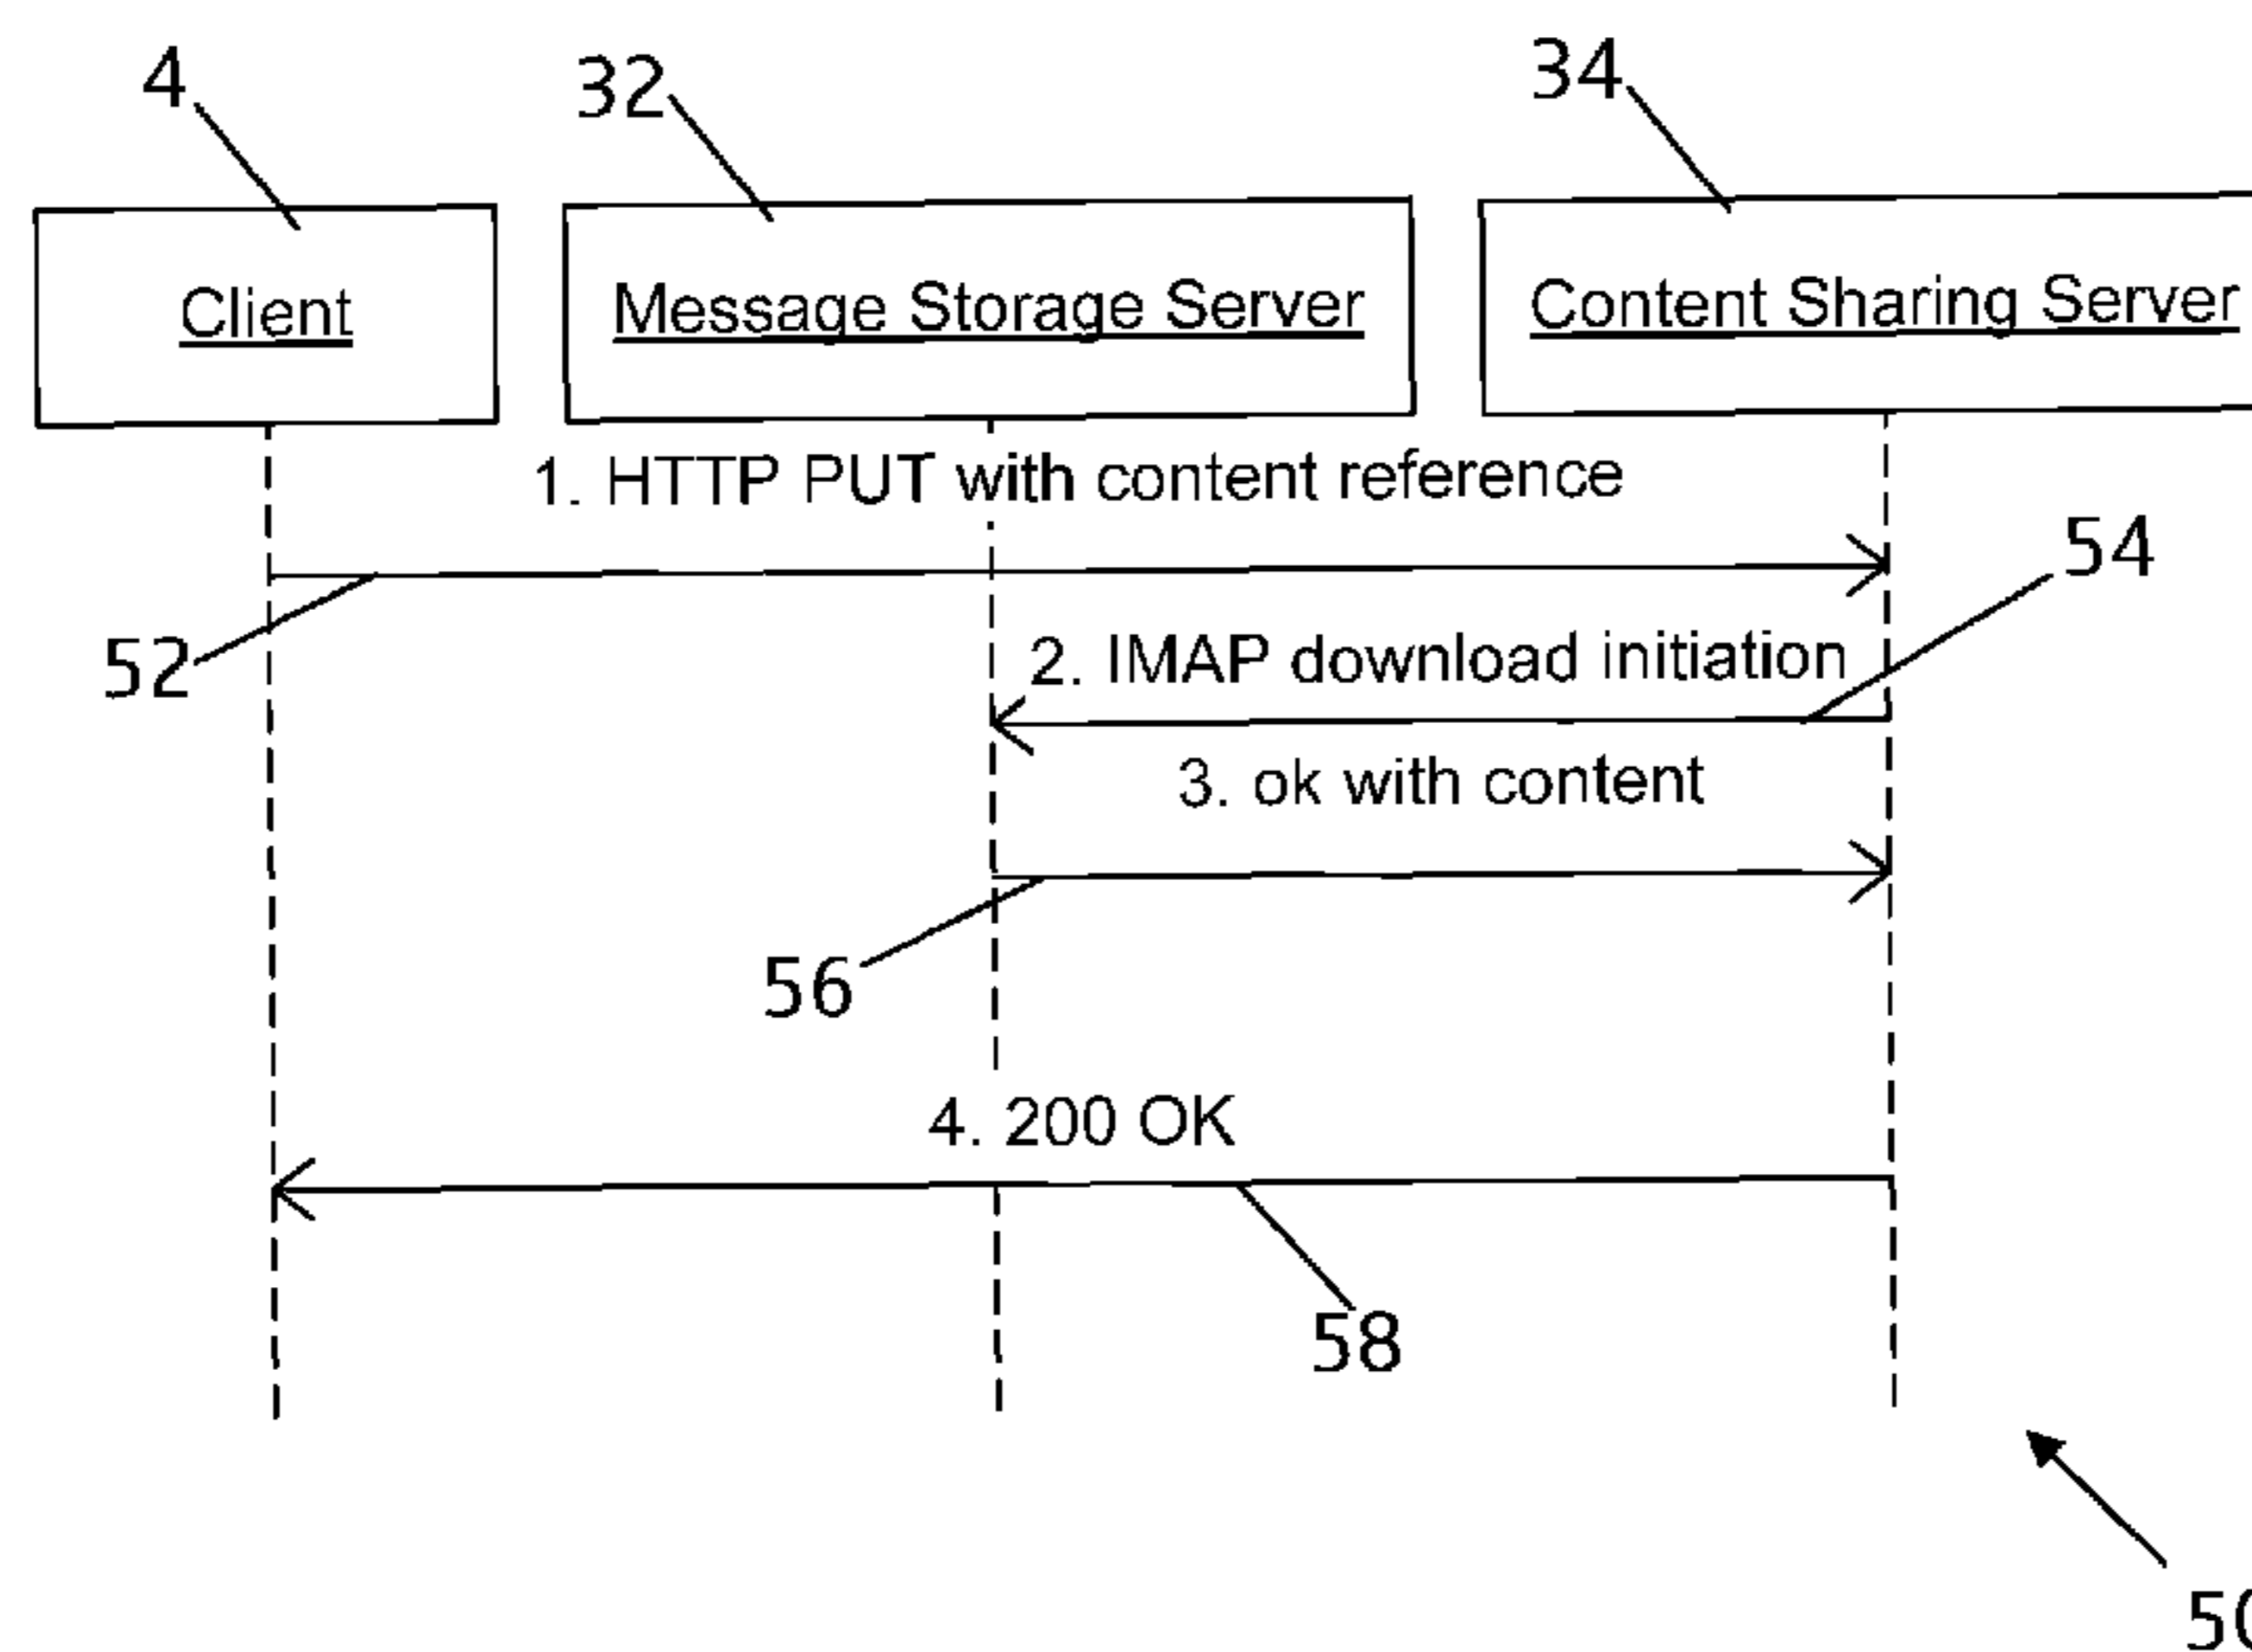 4
32
34
Client
Message Storage Server
Content Sharing Server
1. HTTP PUT with content reference
54
52
2. IMAP download initiation
3. ok with content
56
4. 200 OK
58
50